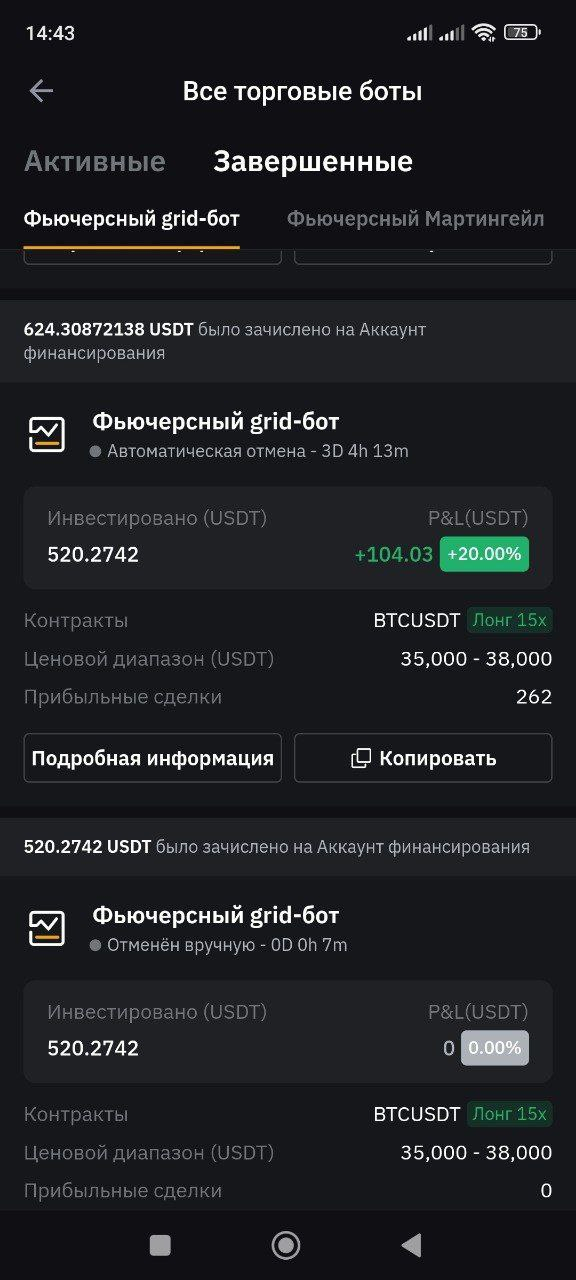 14:43
75
Все торговые боты
Активные
Завершенные
Фьючерсный grid-бот
Фьючерсный Мартингейл
624.30872138 USDT было зачислено на Аккаунт
финансирования
Фьючерсный grid-бот
Автоматическая отмена - 3D 4h 13m
Инвестировано (USDT)
P&L(USDT)
520.2742
+104.03 +20.00%
Контракты
BTCUSDT Лонг 15x
Ценовой диапазон (USDT)
35,000 - 38,000
Прибыльные сделки
262
Подробная информация
Копировать
520.2742 USDT было зачислено на Аккаунт финансирования
Фьючерсный grid-бот
Отменён вручную - 0D 0h 7m
Инвестировано (USDT)
P&L(USDT)
520.2742
0 0.00%
Контракты
BTCUSDT Лонг 15x
Ценовой диапазон (USDT)
35,000 - 38,000
Прибыльные сделки
0